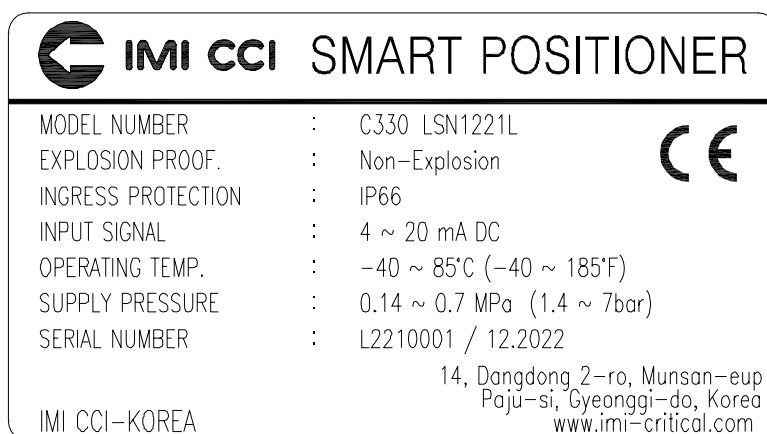 IMI CCI SMART POSITIONER
MODEL NUMBER : C330 LSN1221L
EXPLOSION PROOF. : Non-Explosion
INGRESS PROTECTION : IP66
INPUT SIGNAL : 4 ~ 20 mA DC
OPERATING TEMP. : -40 ~ 85°C (-40 ~ 185°F)
SUPPLY PRESSURE : 0.14 ~ 0.7 MPa (1.4 ~ 7bar)
SERIAL NUMBER : L2210001 / 12.2022
CE
14, Dangdong 2-ro, Munsan-eup
Paju-si, Gyeonggi-do, Korea
IMI CCI-KOREA www.imi-critical.com